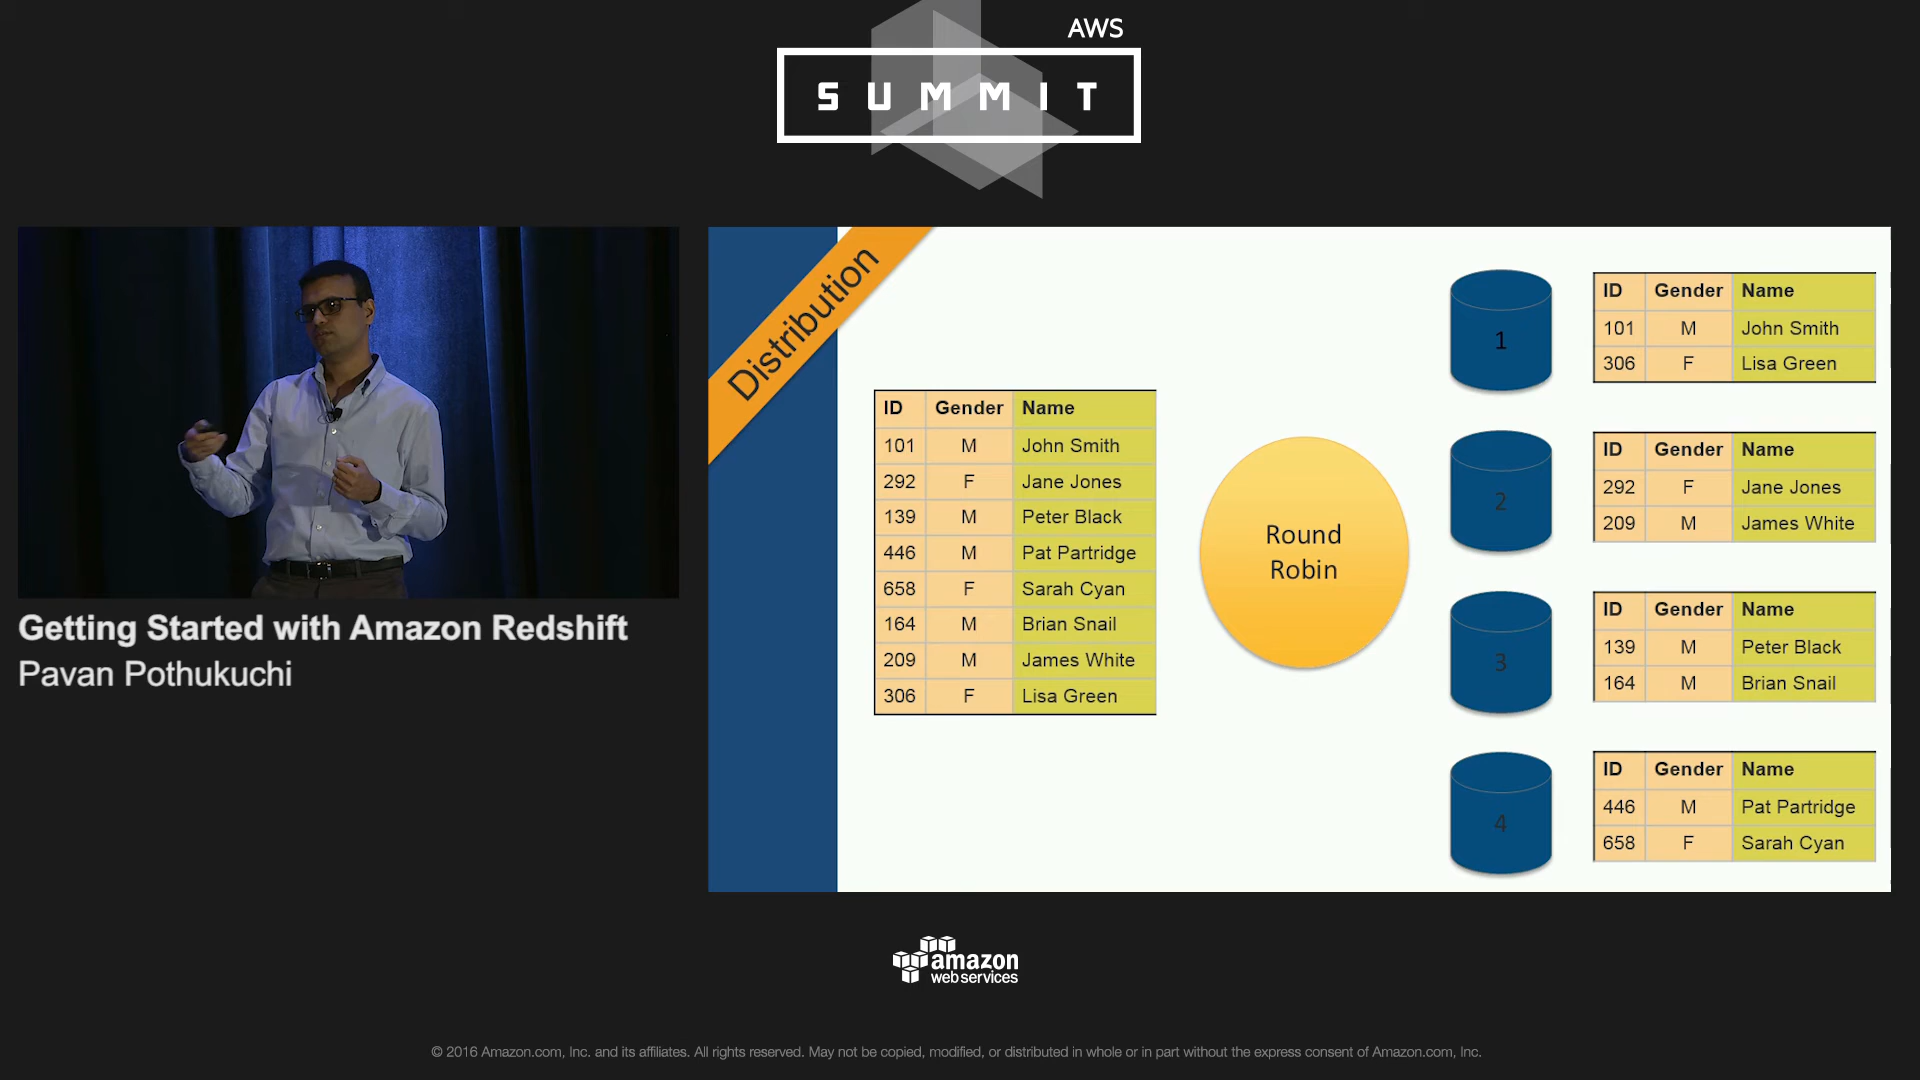 AWS
SUMMIT
Getting Started with Amazon Redshift
Pavan Pothukuchi
Distribution
ID Gender Name
101 M John Smith
292 F Jane Jones
139 M Peter Black
446 M Pat Partridge
658 F Sarah Cyan
164 M Brian Snail
209 M James White
306 F Lisa Green
Round
Robin
1
ID Gender Name
101 M John Smith
306 F Lisa Green
2
ID Gender Name
292 F Jane Jones
209 M James White
3
ID Gender Name
139 M Peter Black
164 M Brian Snail
4
ID Gender Name
446 M Pat Partridge
658 F Sarah Cyan
amazon
web services
© 2016 Amazon.com, Inc. and its affiliates. All rights reserved. May not be copied, modified, or distributed in whole or in part without the express consent of Amazon.com, Inc.